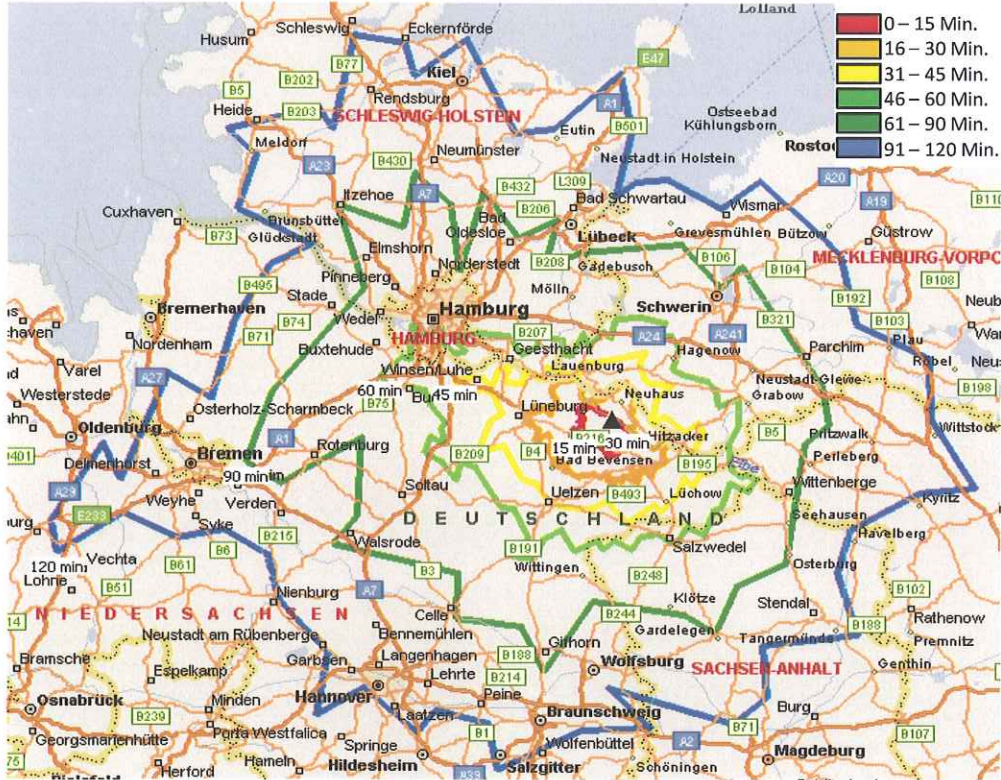 Lolland
0 – 15 Min.
16 – 30 Min.
31 – 45 Min.
46 – 60 Min.
61 – 90 Min.
91 – 120 Min.
Schleswig
Eckernförde
Husum
B77
E47
B202
Kiel
B5
Rendsburg
A1
Heide
B203
SCHLESWIG-HOLSTEIN
B501
Ostseebad
Kühlungsborn
Meldorf
Eutin
Rostoc
A23
B430
Neumünster
Neustadt in Holstein
A20
A7
B432
L309
Itzehoe
B206
Bad Schwartau
A19
B110
Cuxhaven
Brunsbüttel
Bad
Oldesloe
Wismar
Glückstadt
B73
Lübeck
Grevesmühlen
Bützow
Güstrow
Elmshorn
B208
B106
MECKLENBURG-VORPO
Norderstedt
Gadebusch
B104
B108
Pinneberg
B495
Mölln
Schwerin
B192
Stade
Bremerhaven
Wedel
Hamburg
B74
B321
B103
B71
HAMBURG
B207
A24
A241
Plau
Nordenham
Buxtehude
Geesthacht
Hagenow
Parchim
Röbel
Varel
Lauenburg
A27
Winsen/Luhe
Neustadt-Glewe
B198
Westerstede
60 min
45 min
Neuhaus
Grabow
B75
Osterholz-Scharmbeck
Lüneburg
Oldenburg
A1
Rotenburg
B216
30 min
Hitzacker
B5
Pritzwalk
Wittstock
B401
Bremen
B209
B4
15 min
Bad Bevensen
B195
Elbe
Perleberg
Delmenhorst
90 min
A29
Weyhe
Soltau
Uelzen
B493
Lüchow
Wittenberge
Kyritz
Verden
E233
Syke
DEUTSCHLAND
Seehausen
Havelberg
B215
Walsrode
B6
Vechta
B191
Salzwedel
120 min
B61
B3
Wittingen
Osterburg
Lohne
B51
B248
B102
A7
Nienburg
Klötze
Stendal
Rathenow
NIEDERSACHSEN
Celle
B244
B188
Neustadt am Rübenberge
Bennemühlen
Gardelegen
Tangermünde
Premnitz
Gifhorn
Bramsche
Espelkamp
Garbsen
Langenhagen
B188
Wolfsburg
SACHSEN-ANHALT
Genthin
Lehrte
B214
Osnabrück
Minden
Hannover
Peine
Burg
B239
Laatzen
Braunschweig
B71
Georgsmarienhütte
Porta Westfalica
B1
B107
Springe
Wolfenbüttel
A2
Hildesheim
Salzgitter
Magdeburg
Herford
Hameln
A39
Schöningen